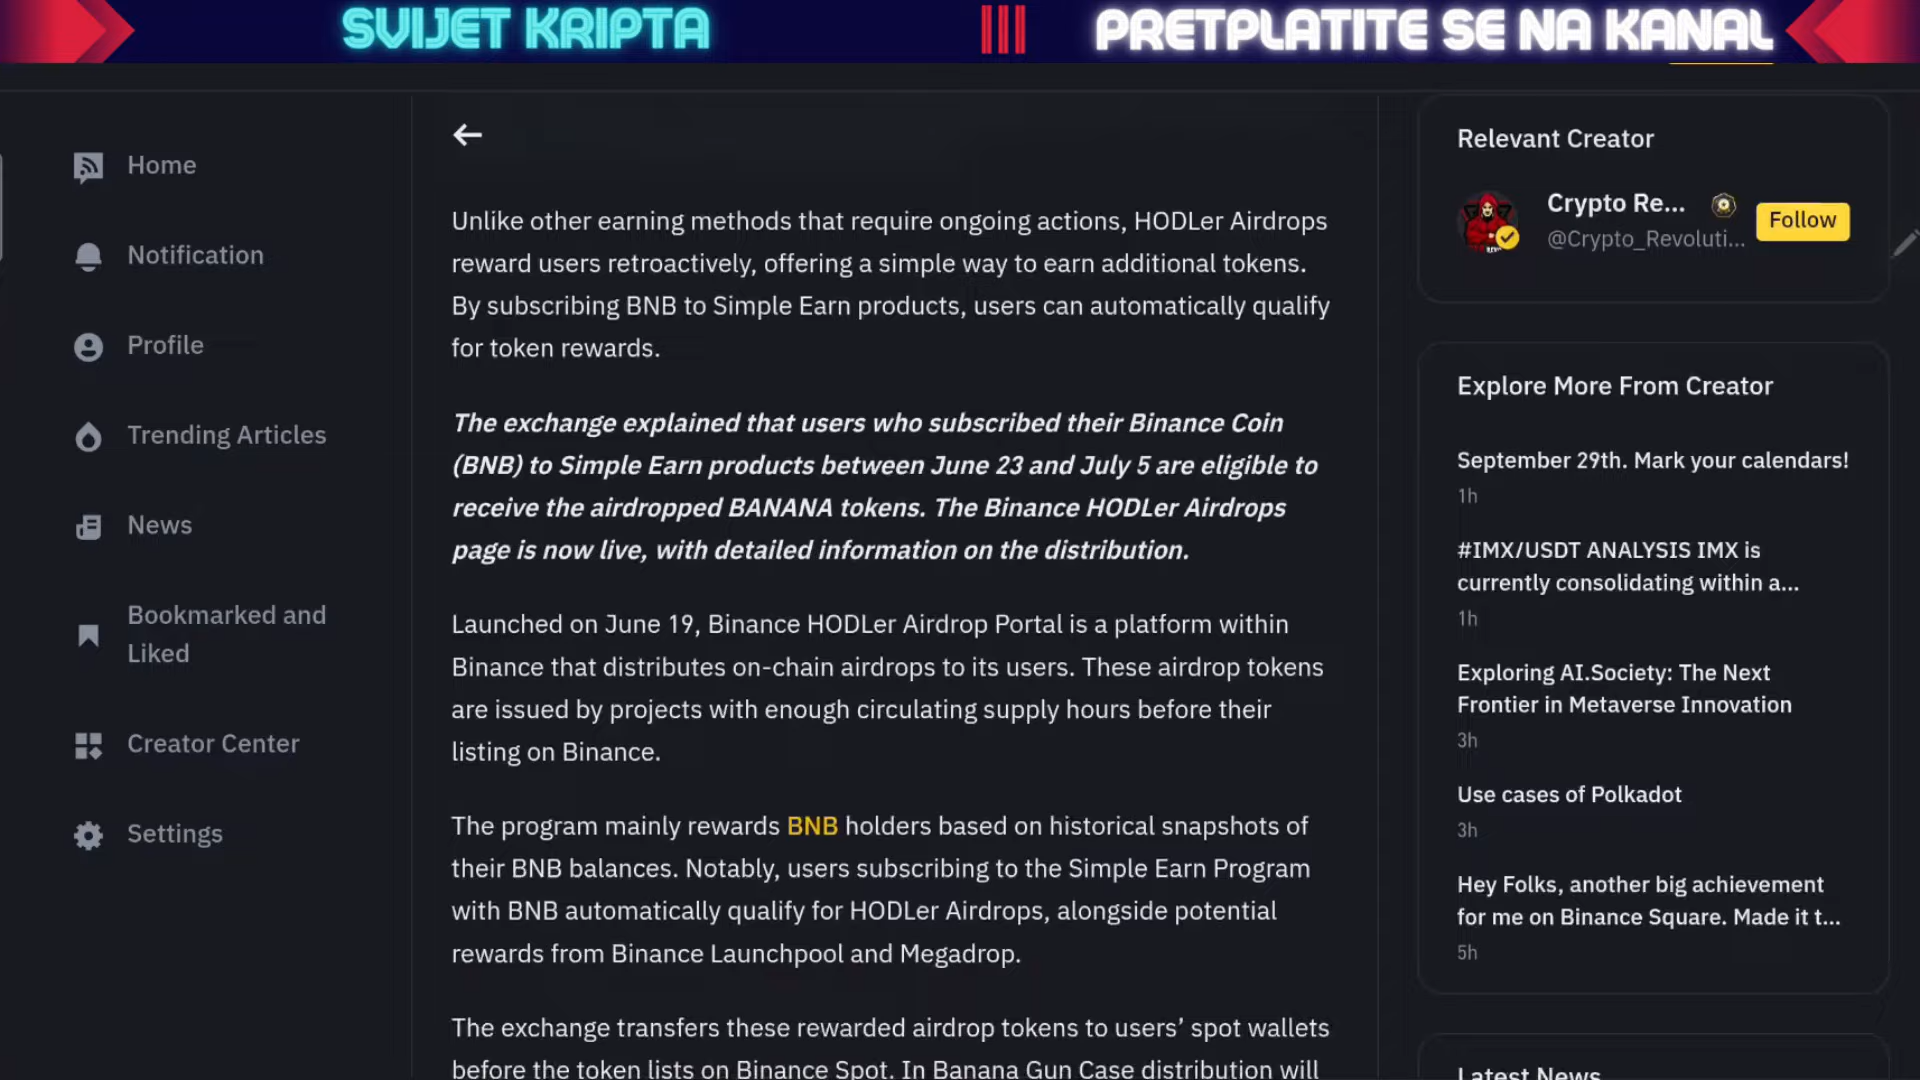 SVIJET KRIPTA
PRETPLATITE SE NA KANAL
Home
Notification
Profile
Trending Articles
News
Bookmarked and
Liked
Creator Center
Settings
Unlike other earning methods that require ongoing actions, HODLer Airdrops
reward users retroactively, offering a simple way to earn additional tokens.
By subscribing BNB to Simple Earn products, users can automatically qualify
for token rewards.
The exchange explained that users who subscribed their Binance Coin
(BNB) to Simple Earn products between June 23 and July 5 are eligible to
receive the airdropped BANANA tokens. The Binance HODLer Airdrops
page is now live, with detailed information on the distribution.
Launched on June 19, Binance HODLer Airdrop Portal is a platform within
Binance that distributes on-chain airdrops to its users. These airdrop tokens
are issued by projects with enough circulating supply hours before their
listing on Binance.
The program mainly rewards BNB holders based on historical snapshots of
their BNB balances. Notably, users subscribing to the Simple Earn Program
with BNB automatically qualify for HODLer Airdrops, alongside potential
rewards from Binance Launchpool and Megadrop.
The exchange transfers these rewarded airdrop tokens to users’ spot wallets
before the token lists on Binance Spot. In Banana Gun Case distribution will
Relevant Creator
Crypto Re...
Follow
@Crypto_Revoluti...
Explore More From Creator
September 29th. Mark your calendars!
1h
#IMX/USDT ANALYSIS IMX is
currently consolidating within a...
1h
Exploring AI.Society: The Next
Frontier in Metaverse Innovation
3h
Use cases of Polkadot
3h
Hey Folks, another big achievement
for me on Binance Square. Made it t...
5h
Latest News